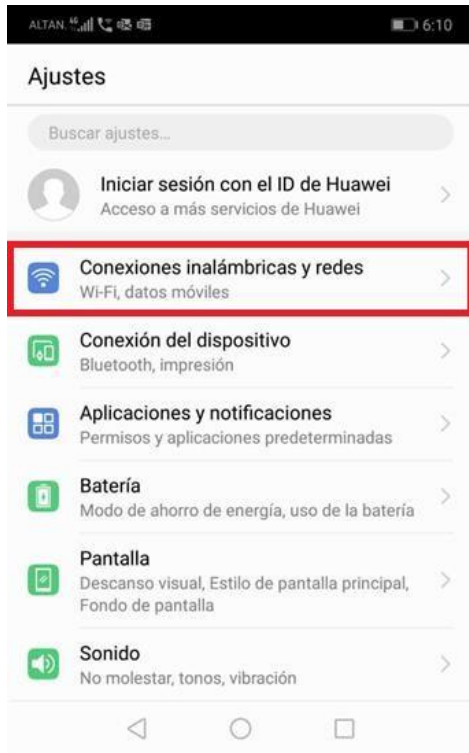 ALTAN. 4G 6:10
Ajustes
Buscar ajustes...
Iniciar sesión con el ID de Huawei
Acceso a más servicios de Huawei
Conexiones inalámbricas y redes
Wi-Fi, datos móviles
Conexión del dispositivo
Bluetooth, impresión
Aplicaciones y notificaciones
Permisos y aplicaciones predeterminadas
Batería
Modo de ahorro de energía, uso de la batería
Pantalla
Descanso visual, Estilo de pantalla principal,
Fondo de pantalla
Sonido
No molestar, tonos, vibración